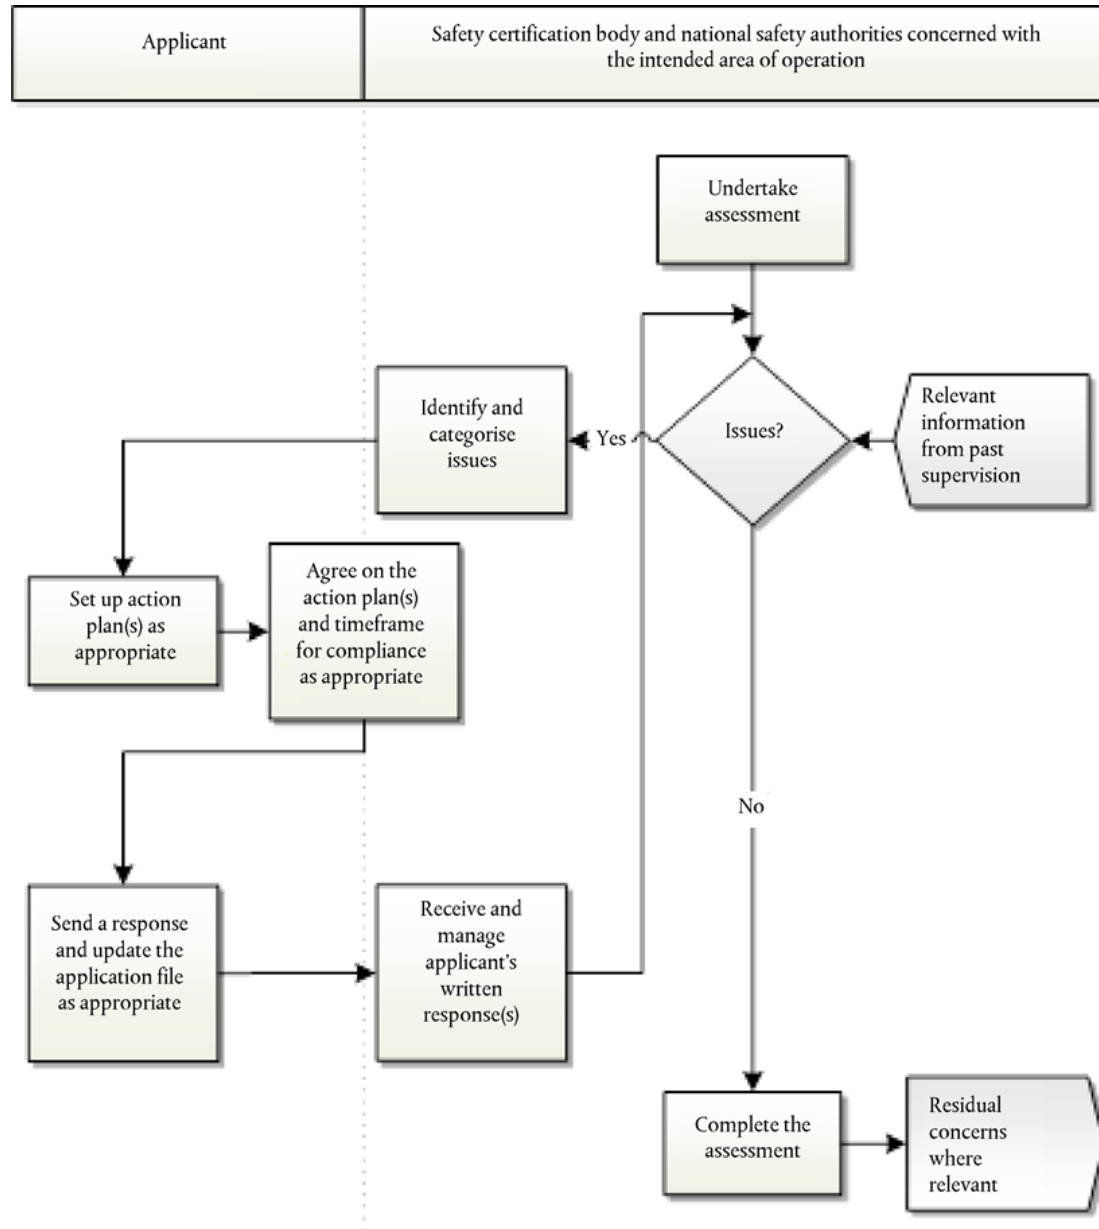 Applicant
Safety certification body and national safety authorities concerned with
the intended area of operation
Undertake
assessment
Identify and
categorise
issues
Yes
Issues?
Relevant
information
from past
supervision
Set up action
plan(s) as
appropriate
Agree on the
action plan(s)
and timeframe
for compliance
as appropriate
No
Send a response
and update the
application file
as appropriate
Receive and
manage
applicant's
written
response(s)
Complete the
assessment
Residual
concerns
where
relevant